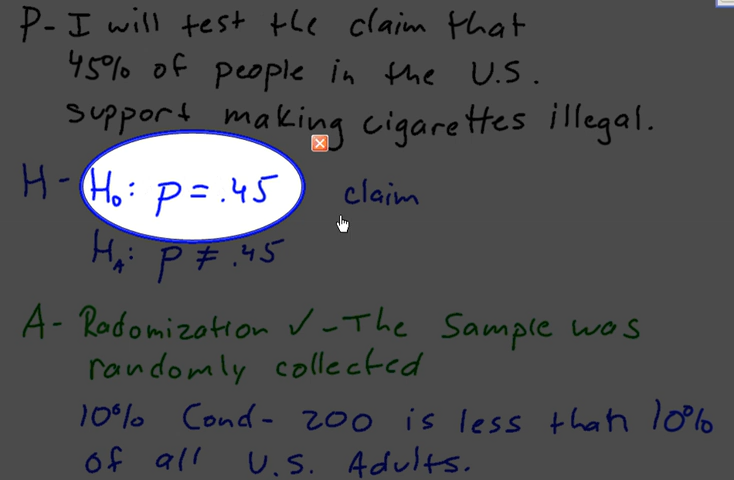 P- I will test the claim that
45% of people in the U.S.
support making cigarettes illegal.
H- H₀: p = .45 claim
H_A: p ≠ .45
A- Radomization ✓ - The Sample was
randomly collected
10% Cond- 200 is less than 10%
of all U.S. Adults.